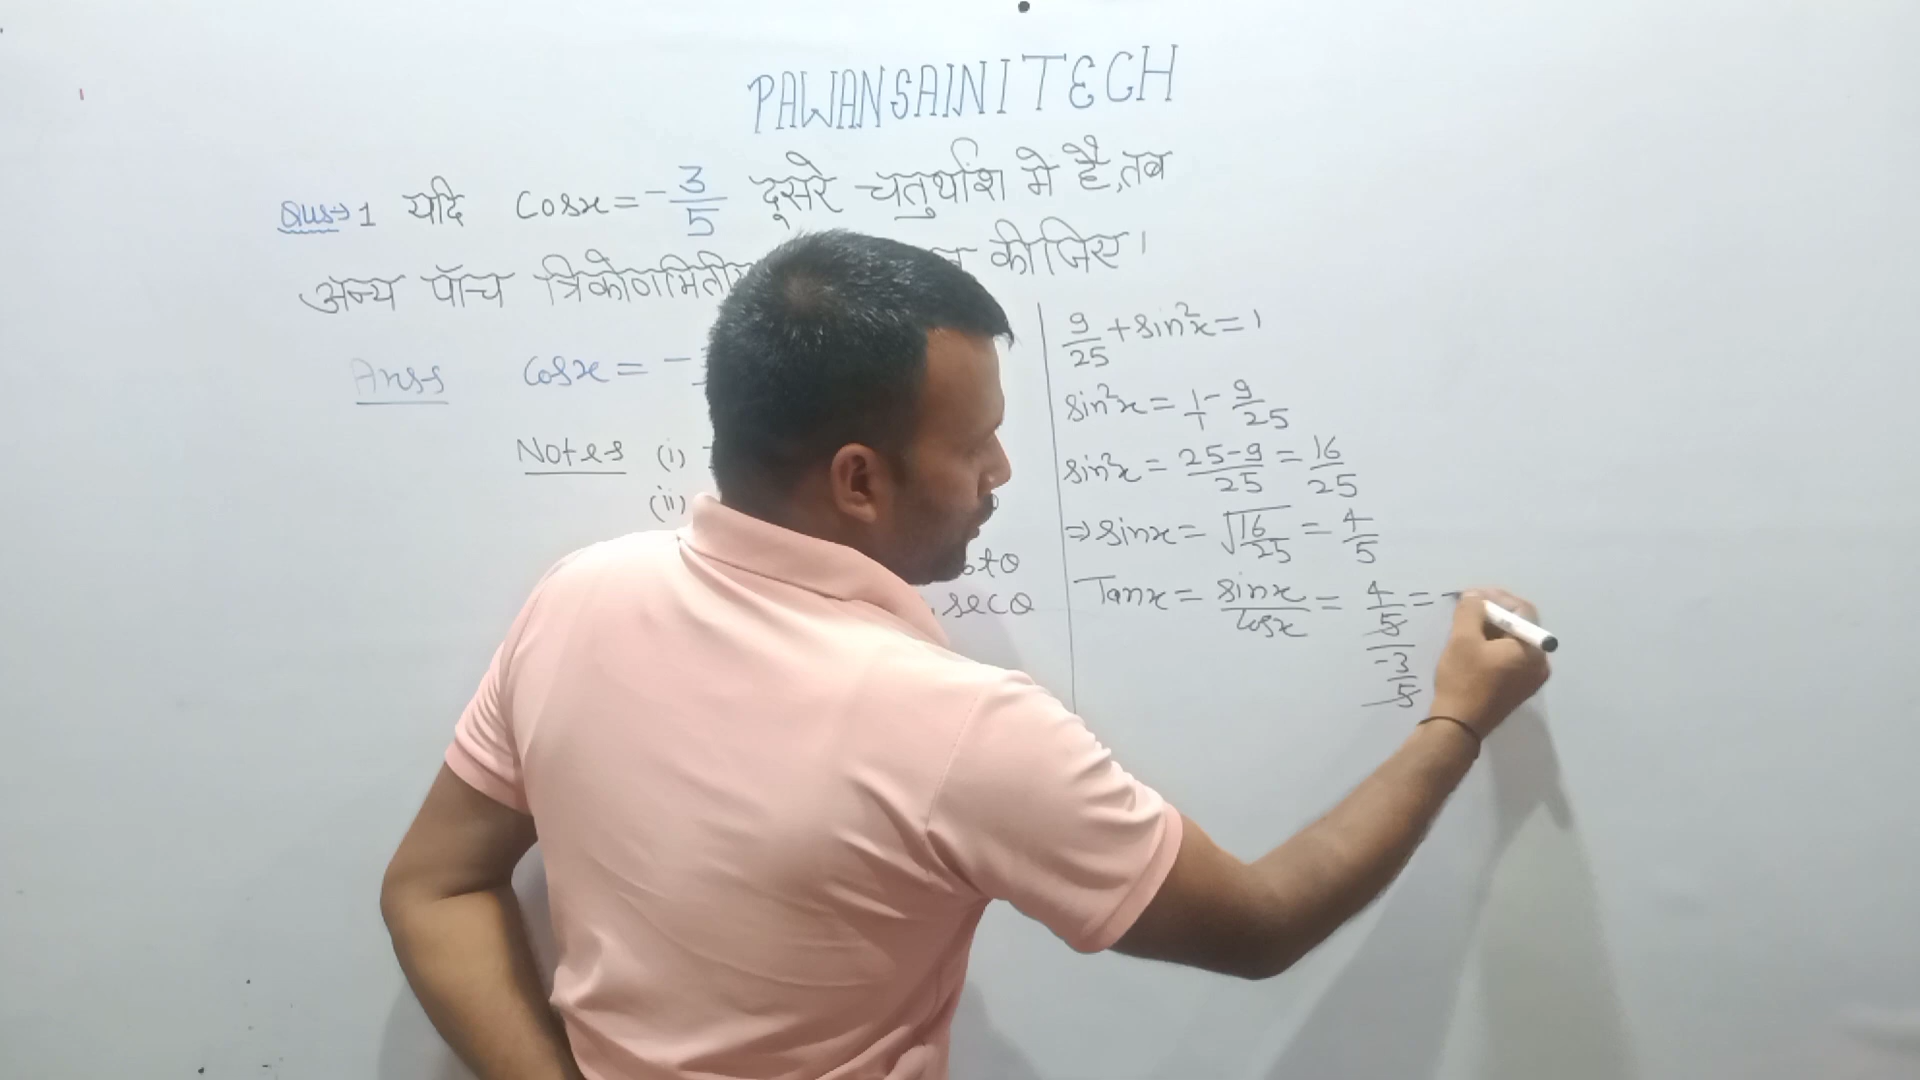 PAWANSAINITECH
Qus→1 यदि Cosx = -3/5 दूसरे चतुर्थांश मे है, तब
अन्य पाँच कीजिए।
Ans→ Cosx = -
Notes (i)
(ii)
secθ
9/25 + sin²x = 1
sin²x = 1/1 - 9/25
sin²x = 25-9/25 = 16/25
⇒ sinx = √16/25 = 4/5
Tanx = sinx/cosx = 4/5/-3/5 = -